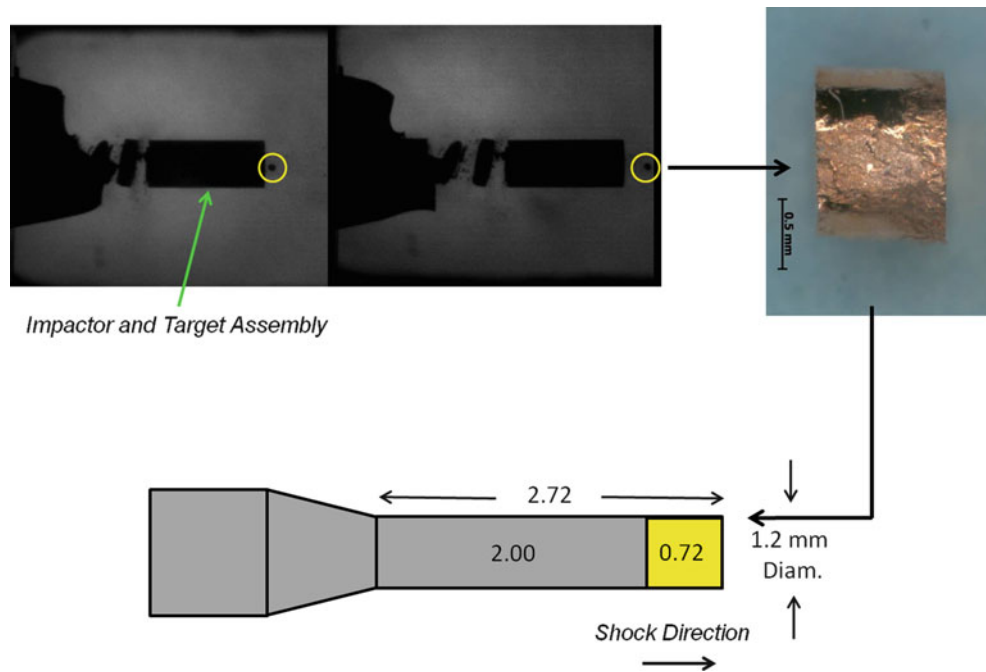 0.5 mm
Impactor and Target Assembly
2.72
2.00
0.72
1.2 mm
Diam.
Shock Direction